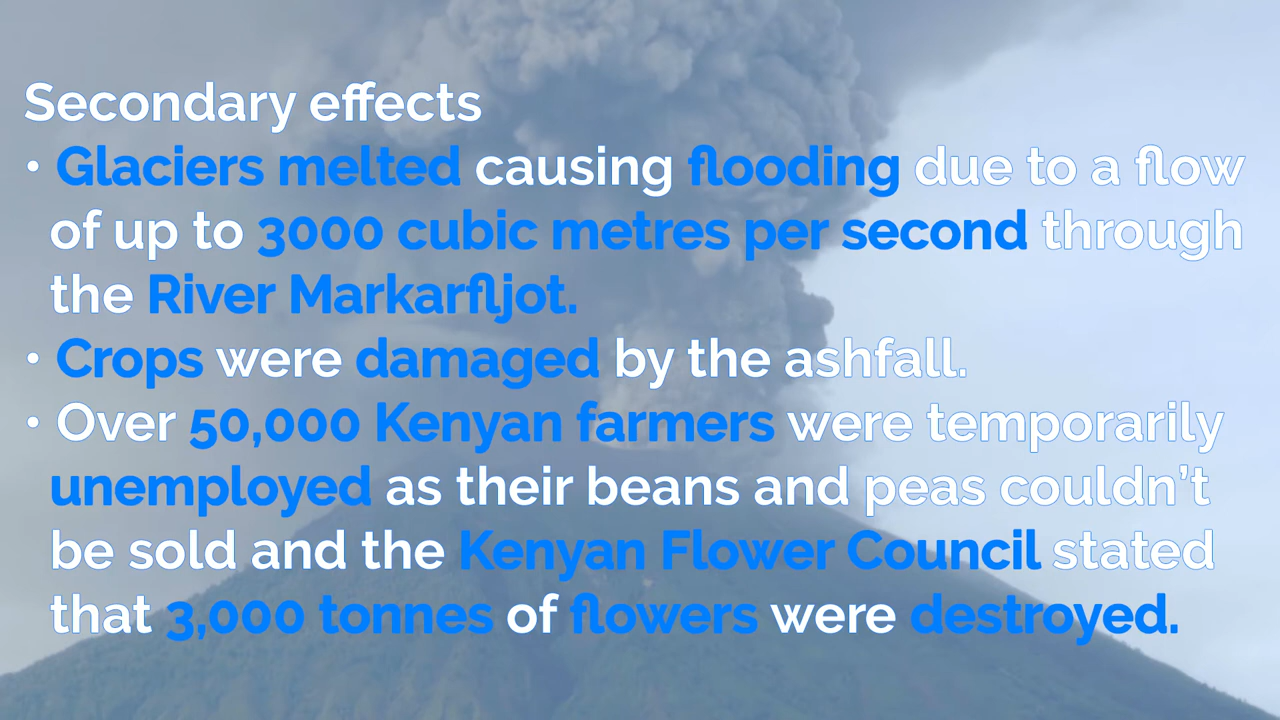 Secondary effects
• Glaciers melted causing flooding due to a flow
of up to 3000 cubic metres per second through
the River Markarfljot.
• Crops were damaged by the ashfall.
• Over 50,000 Kenyan farmers were temporarily
unemployed as their beans and peas couldn’t
be sold and the Kenyan Flower Council stated
that 3,000 tonnes of flowers were destroyed.